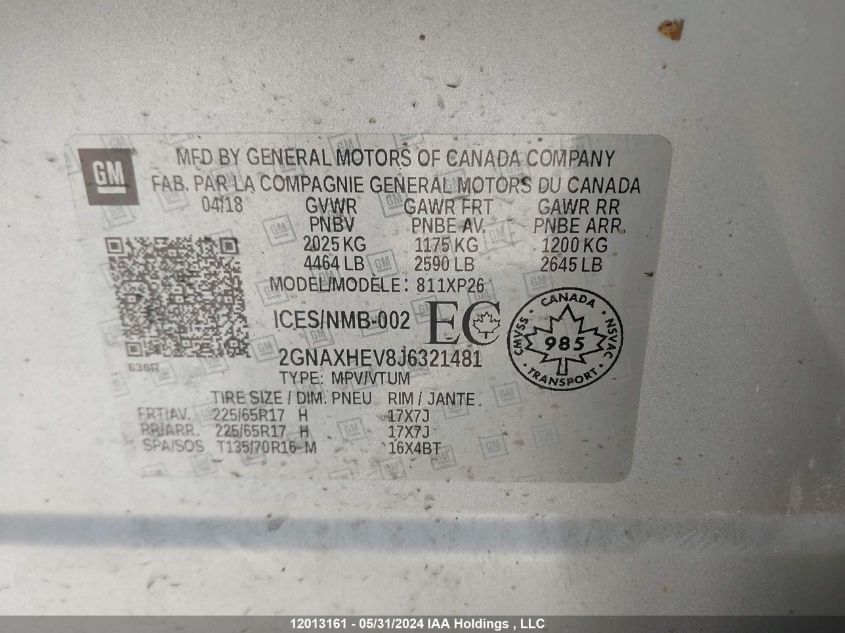 GM
MFD BY GENERAL MOTORS OF CANADA COMPANY
FAB. PAR LA COMPAGNIE GENERAL MOTORS DU CANADA
04/18 GVWR GAWR FRT GAWR RR
PNBV PNBE AV. PNBE ARR.
2025 KG 1175 KG 1200 KG
4464 LB 2590 LB 2645 LB
MODEL/MODELE: 811XP26
ICES/NMB-002 EC
CANADA
CMVSS NSVAC
985
TRANSPORT
636R
2GNAXHEV8J6321481
TYPE: MPV/VTUM
TIRE SIZE / DIM. PNEU RIM / JANTE
FRT/AV. 225/65R17 H 17X7J
RR/ARR. 225/65R17 H 17X7J
SPA/SOS T135/70R16 M 16X4BT
12013161 - 05/31/2024 IAA Holdings , LLC